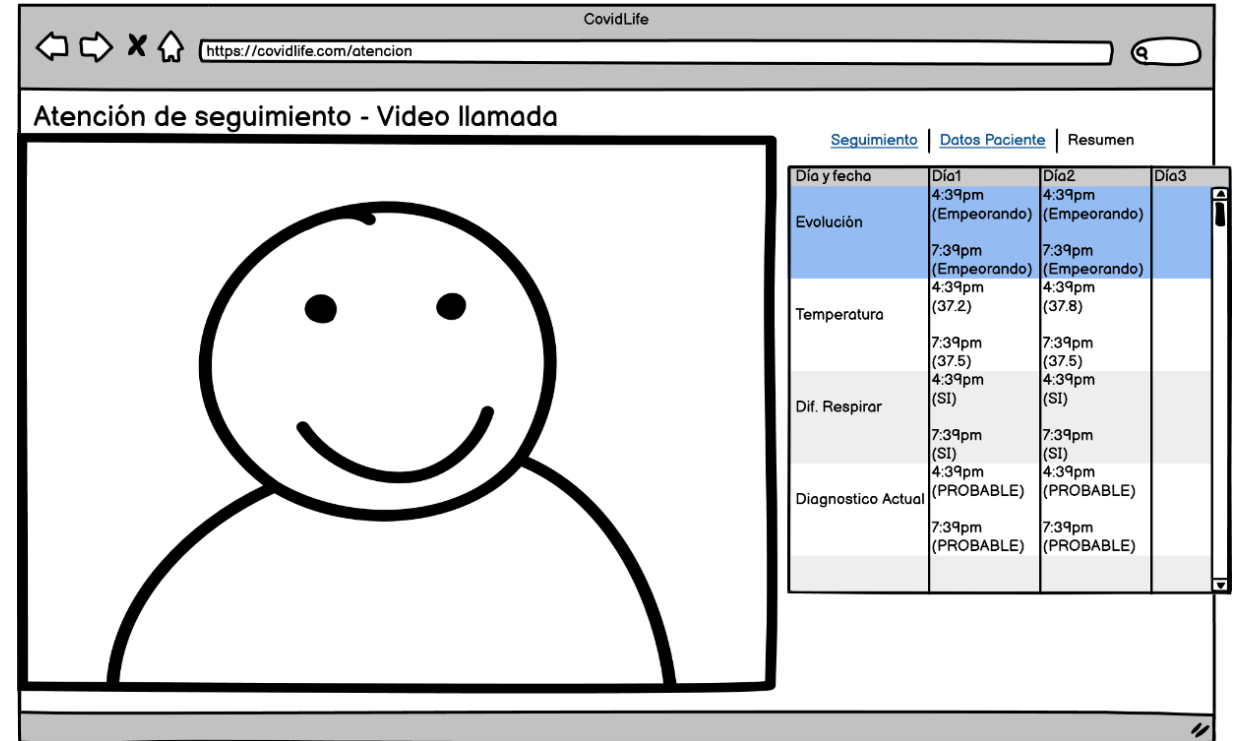 CovidLife
https://covidlife.com/atencion
Atención de seguimiento - Video llamada
Seguimiento | Datos Paciente | Resumen
Día y fecha Día1 Día2 Día3
Evolución
4:39pm 4:39pm
(Empeorando) (Empeorando)
7:39pm 7:39pm
(Empeorando) (Empeorando)
Temperatura
4:39pm 4:39pm
(37.2) (37.8)
7:39pm 7:39pm
(37.5) (37.5)
Dif. Respirar
4:39pm 4:39pm
(SI) (SI)
7:39pm 7:39pm
(SI) (SI)
Diagnostico Actual
4:39pm 4:39pm
(PROBABLE) (PROBABLE)
7:39pm 7:39pm
(PROBABLE) (PROBABLE)